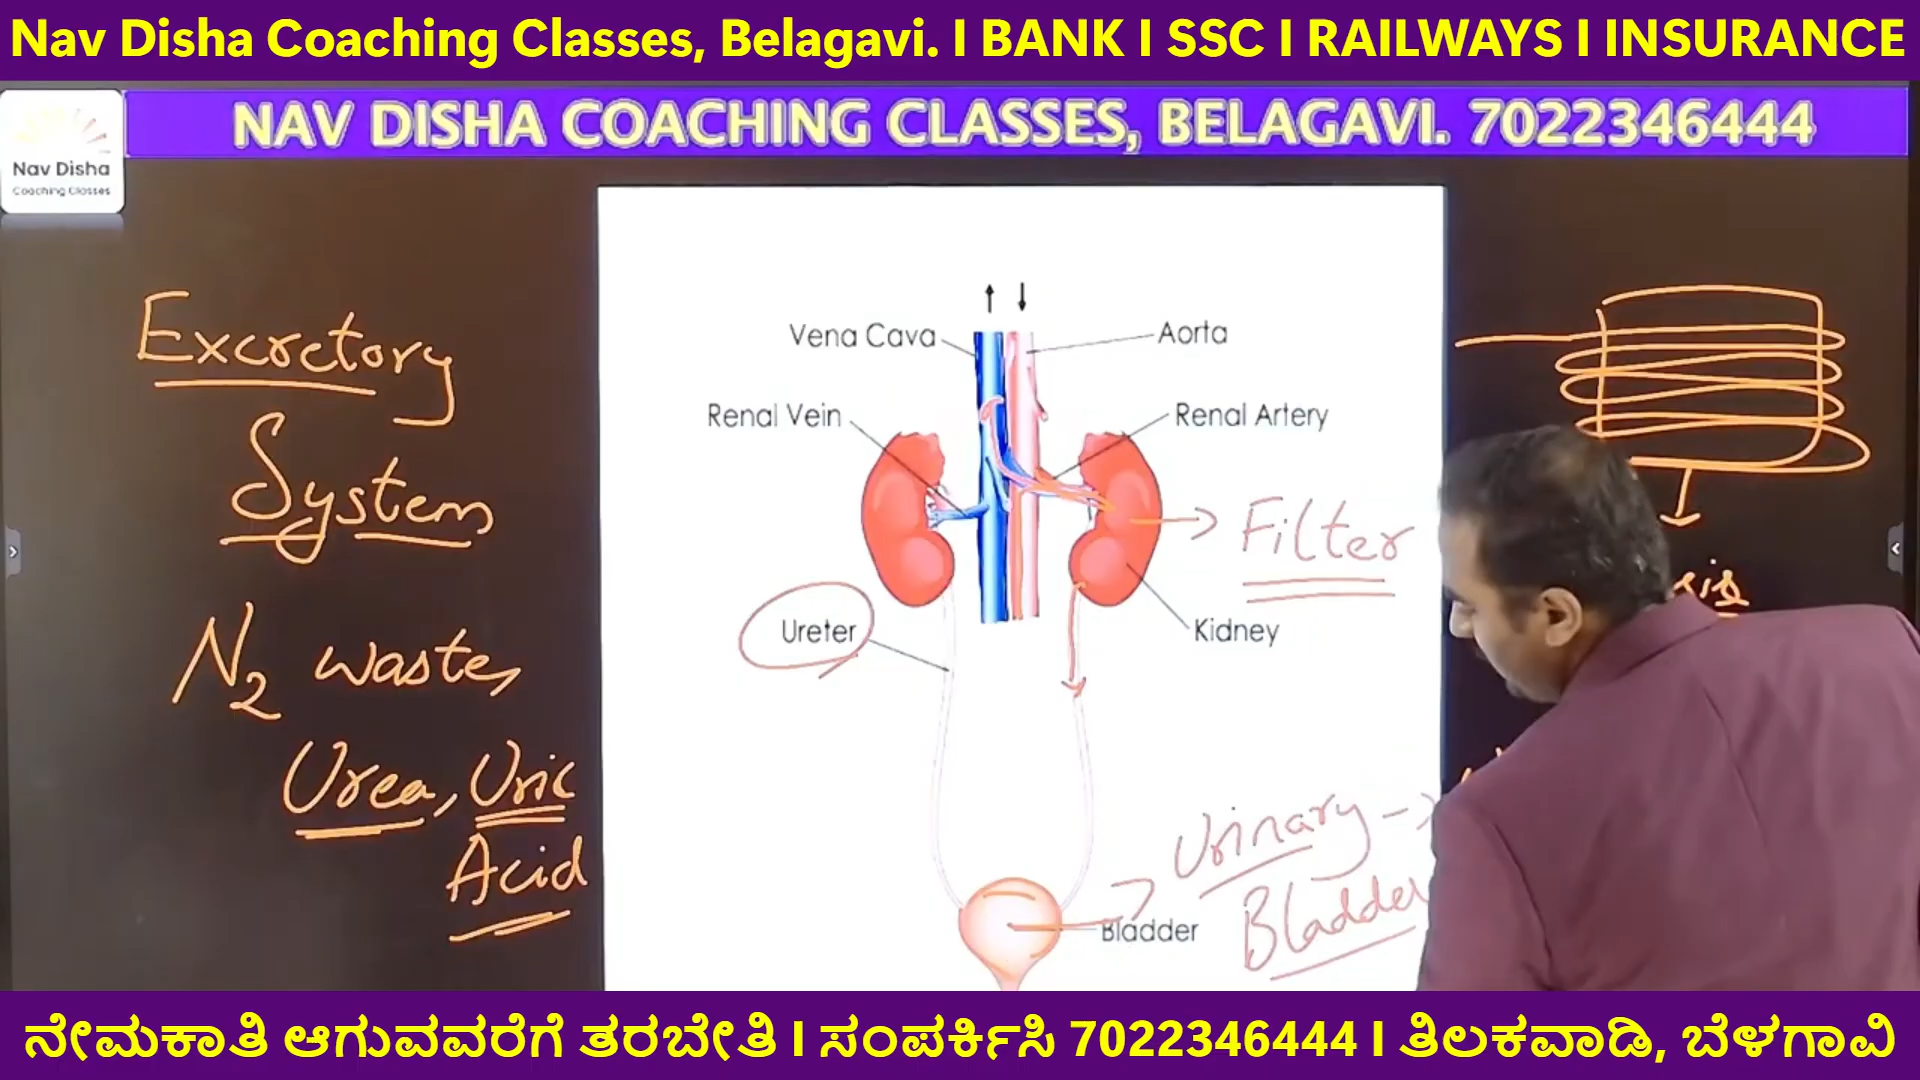 Nav Disha Coaching Classes, Belagavi. I BANK I SSC I RAILWAYS I INSURANCE
NAV DISHA COACHING CLASSES, BELAGAVI. 7022346444
Nav Disha
Coaching Classes
Excretory
System
N2 wastes
Urea, Uric
Acid
Vena Cava
Aorta
Renal Vein
Renal Artery
Filter
Ureter
Kidney
Urinary
Bladder
Bladder
ನೇಮಕಾತಿ ಆಗುವವರೆಗೆ ತರಬೇತಿ I ಸಂಪರ್ಕಿಸಿ 7022346444 I ತಿಲಕವಾಡಿ, ಬೆಳಗಾವಿ